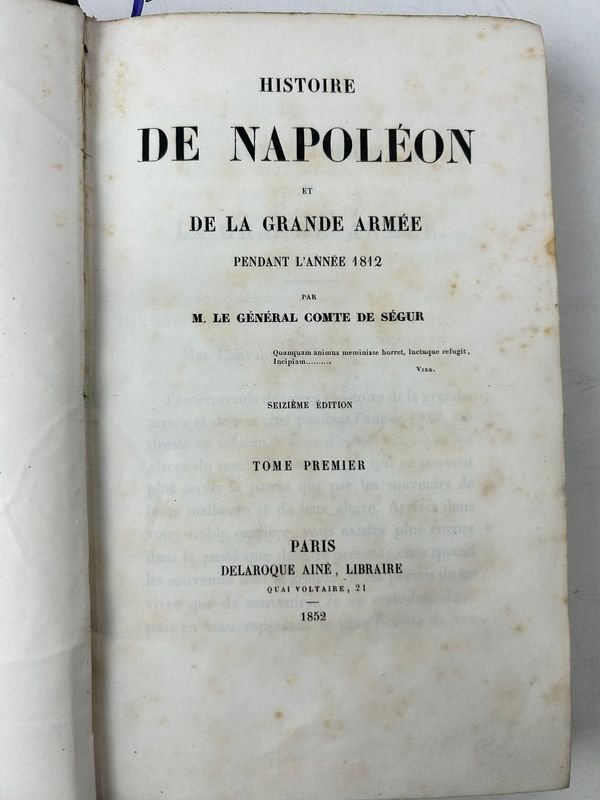 HISTOIRE
DE NAPOLÉON
ET
DE LA GRANDE ARMÉE
PENDANT L'ANNÉE 1812
PAR
M. LE GÉNÉRAL COMTE DE SÉGUR
Quanquam animus meminisse horret, luctuque refugit,
Incipiam..........
VIRG.
SEIZIÈME ÉDITION
TOME PREMIER
PARIS
DELAROQUE AINÉ, LIBRAIRE
QUAI VOLTAIRE, 21
1852